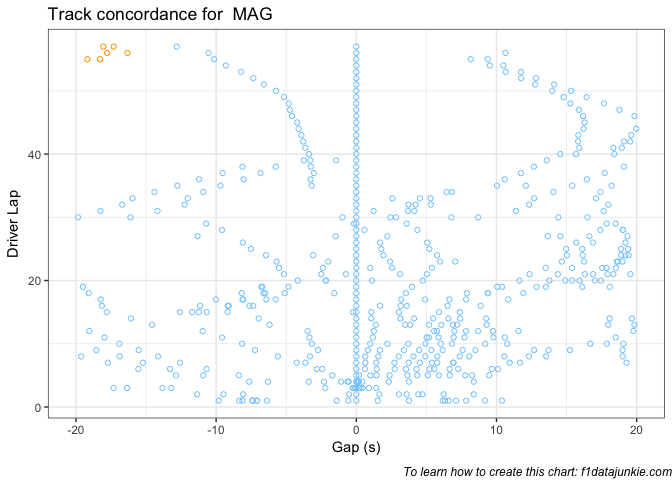 Track concordance for  MAG
Driver Lap
40
20
0
-20 -10 0 10 20
Gap (s)
To learn how to create this chart: f1datajunkie.com